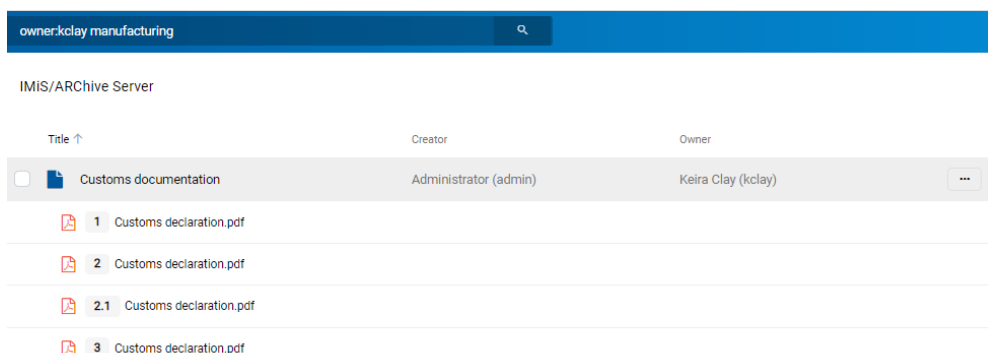 owner:kclay manufacturing
IMiS/ARChive Server
Title ↑ Creator Owner
Customs documentation Administrator (admin) Keira Clay (kclay) ...
1 Customs declaration.pdf
2 Customs declaration.pdf
2.1 Customs declaration.pdf
3 Customs declaration.pdf